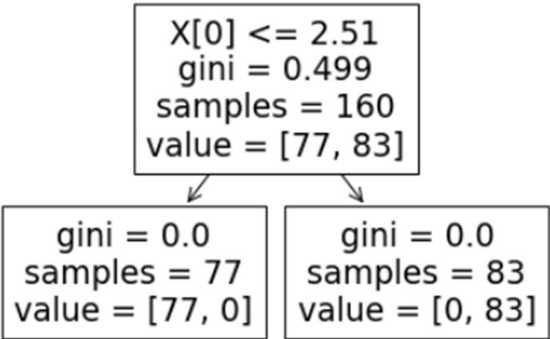 X[0] <= 2.51
gini = 0.499
samples = 160
value = [77, 83]
gini = 0.0
samples = 77
value = [77, 0]
gini = 0.0
samples = 83
value = [0, 83]